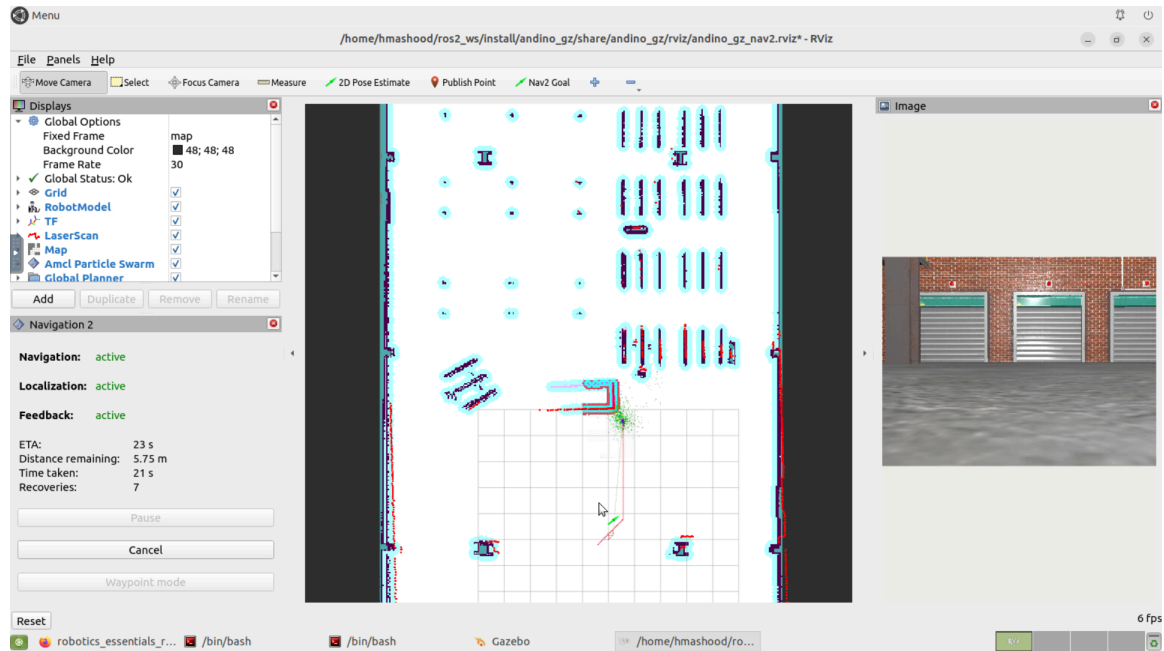 Menu
/home/hmashood/ros2_ws/install/andino_gz/share/andino_gz/rviz/andino_gz_nav2.rviz* - RViz
File Panels Help
Move Camera Select Focus Camera Measure 2D Pose Estimate Publish Point Nav2 Goal
Displays
Global Options
Fixed Frame map
Background Color 48; 48; 48
Frame Rate 30
Global Status: Ok
Grid
RobotModel
TF
LaserScan
Map
Amcl Particle Swarm
Global Planner
Add Duplicate Remove Rename
Navigation 2
Navigation: active
Localization: active
Feedback: active
ETA: 23 s
Distance remaining: 5.75 m
Time taken: 21 s
Recoveries: 7
Pause
Cancel
Waypoint mode
Image
Reset
6 fps
robotics_essentials_r... /bin/bash /bin/bash Gazebo /home/hmashood/ro...